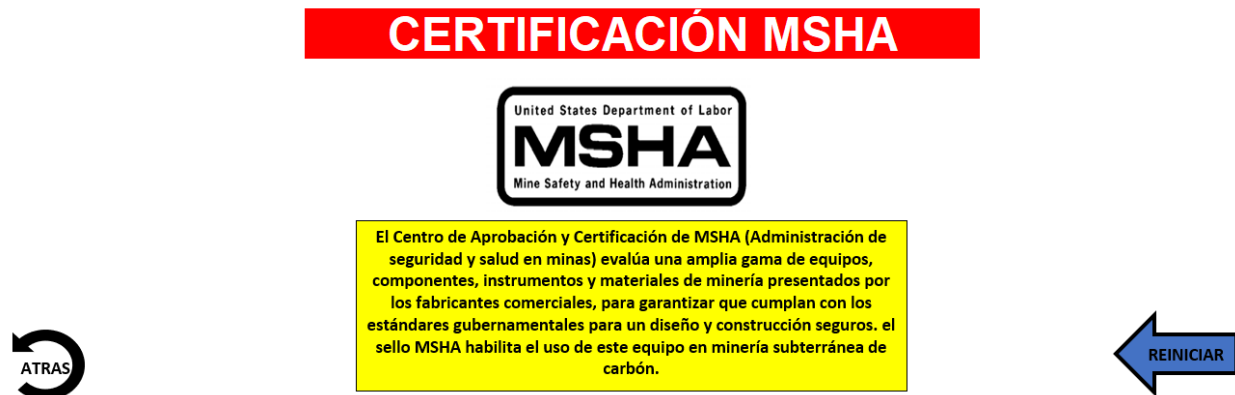 CERTIFICACIÓN MSHA
United States Department of Labor
MSHA
Mine Safety and Health Administration
El Centro de Aprobación y Certificación de MSHA (Administración de
seguridad y salud en minas) evalúa una amplia gama de equipos,
componentes, instrumentos y materiales de minería presentados por
los fabricantes comerciales, para garantizar que cumplan con los
estándares gubernamentales para un diseño y construcción seguros. el
sello MSHA habilita el uso de este equipo en minería subterránea de
carbón.
ATRAS
REINICIAR